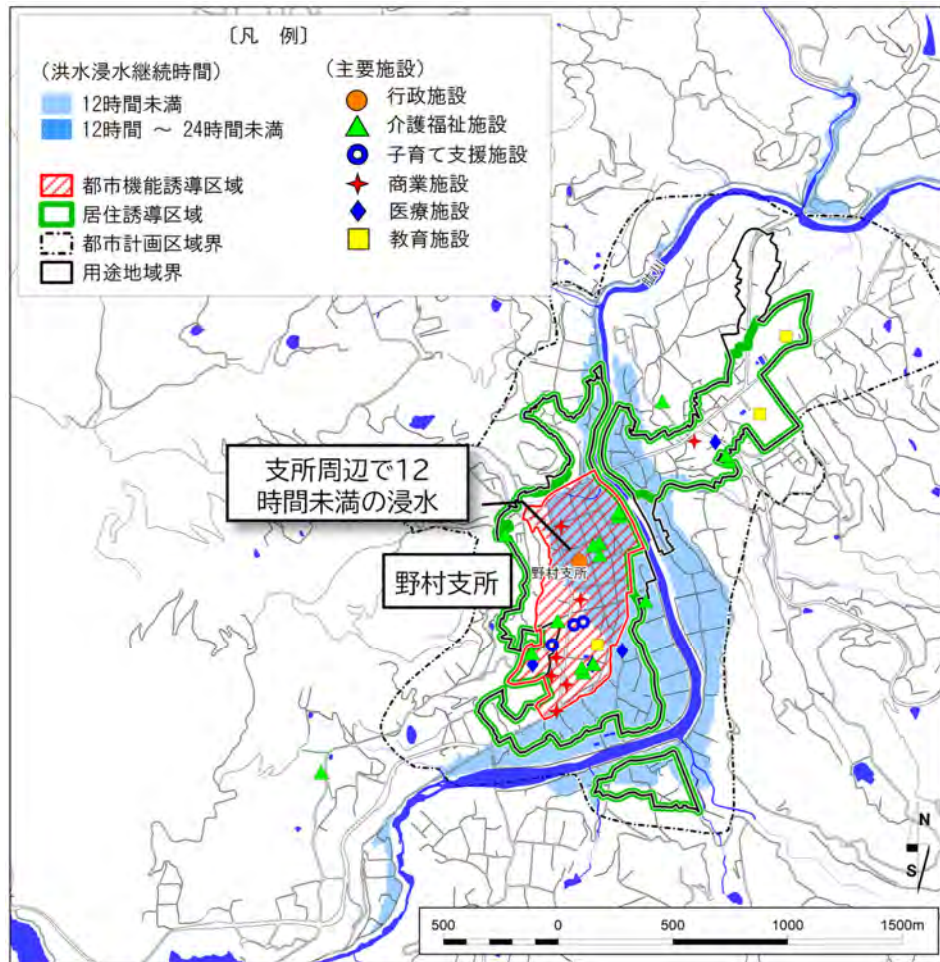 〔凡 例〕
(洪水浸水継続時間)
12時間未満
12時間 ～ 24時間未満
都市機能誘導区域
居住誘導区域
都市計画区域界
用途地域界
(主要施設)
行政施設
介護福祉施設
子育て支援施設
商業施設
医療施設
教育施設
支所周辺で12
時間未満の浸水
野村支所
野村支所
N
S
500 0 500 1000 1500m